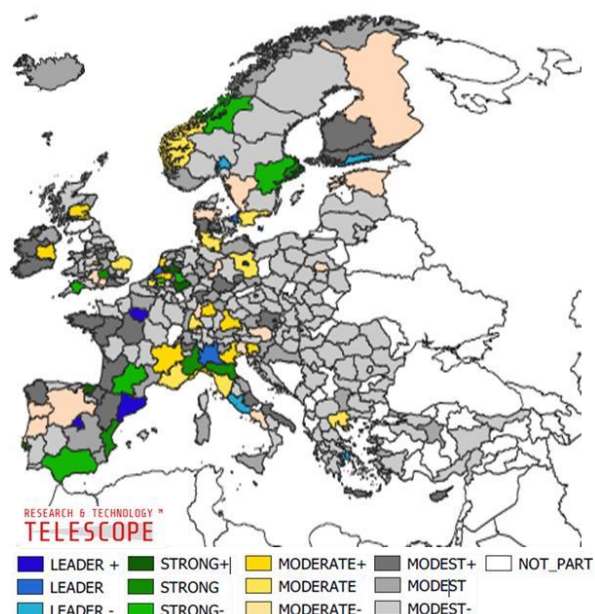 RESEARCH & TECHNOLOGY ™
TELESCOPE
LEADER + STRONG+ MODERATE+ MODEST+ NOT_PART
LEADER STRONG MODERATE MODEST
LEADER - STRONG- MODERATE- MODEST-